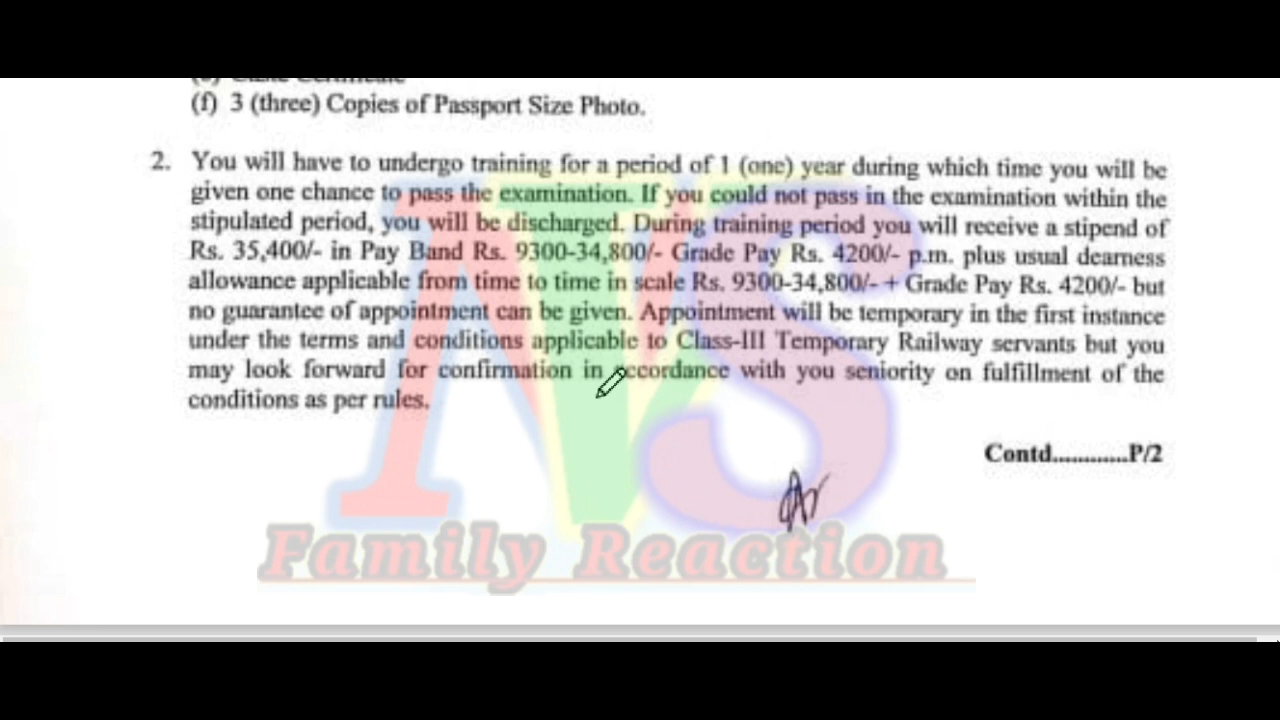 (e) Caste Certificate
(f) 3 (three) Copies of Passport Size Photo.
2. You will have to undergo training for a period of 1 (one) year during which time you will be
given one chance to pass the examination. If you could not pass in the examination within the
stipulated period, you will be discharged. During training period you will receive a stipend of
Rs. 35,400/- in Pay Band Rs. 9300-34,800/- Grade Pay Rs. 4200/- p.m. plus usual dearness
allowance applicable from time to time in scale Rs. 9300-34,800/- + Grade Pay Rs. 4200/- but
no guarantee of appointment can be given. Appointment will be temporary in the first instance
under the terms and conditions applicable to Class-III Temporary Railway servants but you
may look forward for confirmation in accordance with you seniority on fulfillment of the
conditions as per rules.
Contd............P/2
NVS
Family Reaction